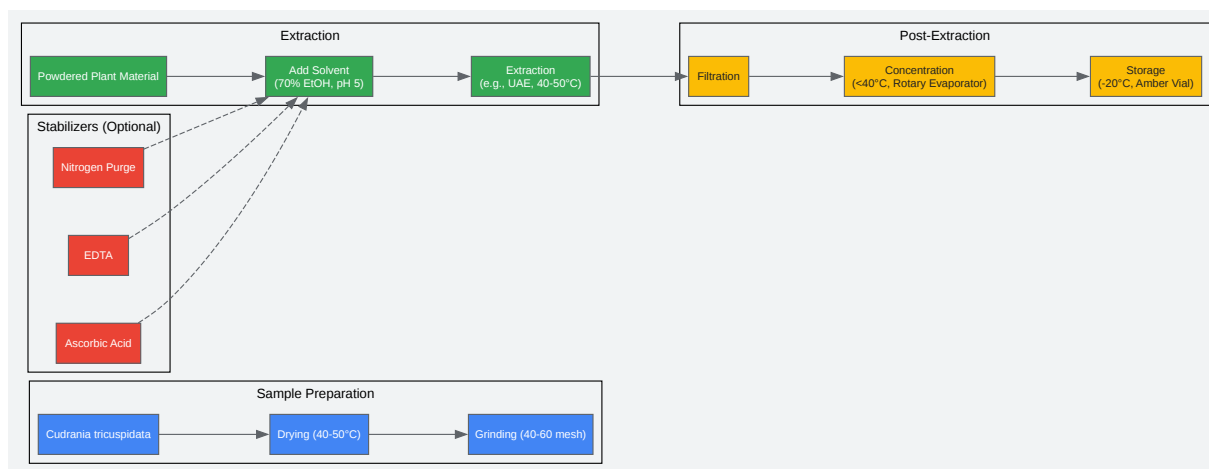 Extraction
Powdered Plant Material
Add Solvent
(70% EtOH, pH 5)
Extraction
(e.g., UAE, 40-50°C)
Post-Extraction
Filtration
Concentration
(<40°C, Rotary Evaporator)
Storage
(-20°C, Amber Vial)
Stabilizers (Optional)
Nitrogen Purge
EDTA
Ascorbic Acid
Sample Preparation
Cudrania tricuspidata
Drying (40-50°C)
Grinding (40-60 mesh)